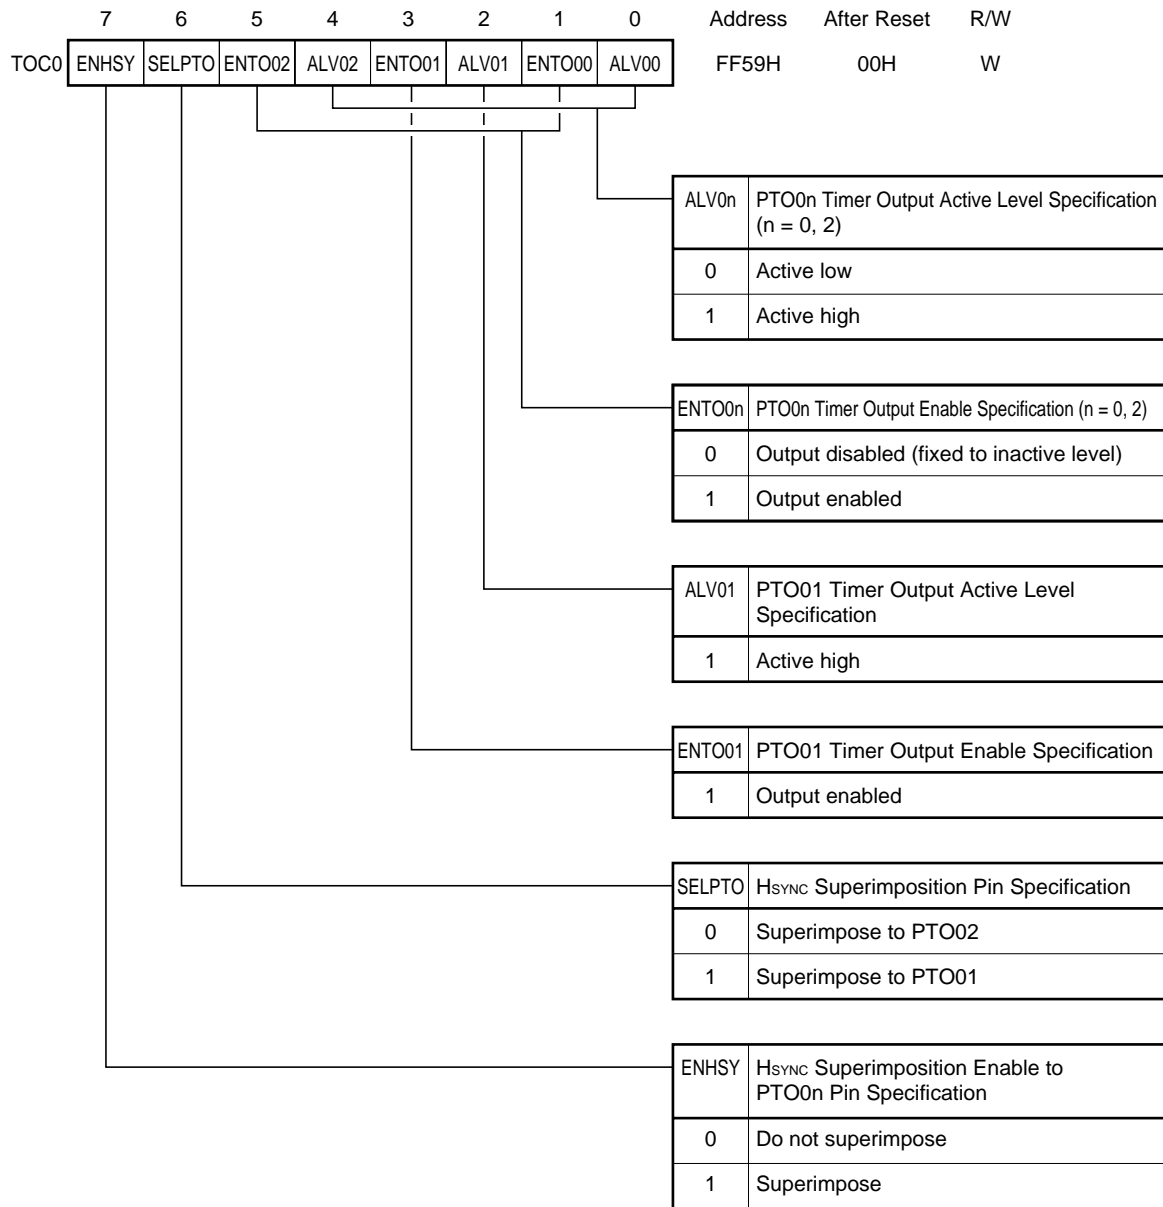 7 6 5 4 3 2 1 0 Address After Reset R/W
TOC0 ENHSY SELPTO ENTO02 ALV02 ENTO01 ALV01 ENTO00 ALV00 FF59H 00H W
ALV0n PTO0n Timer Output Active Level Specification
(n = 0, 2)
0 Active low
1 Active high
ENTO0n PTO0n Timer Output Enable Specification (n = 0, 2)
0 Output disabled (fixed to inactive level)
1 Output enabled
ALV01 PTO01 Timer Output Active Level
Specification
1 Active high
ENTO01 PTO01 Timer Output Enable Specification
1 Output enabled
SELPTO HSYNC Superimposition Pin Specification
0 Superimpose to PTO02
1 Superimpose to PTO01
ENHSY HSYNC Superimposition Enable to
PTO0n Pin Specification
0 Do not superimpose
1 Superimpose